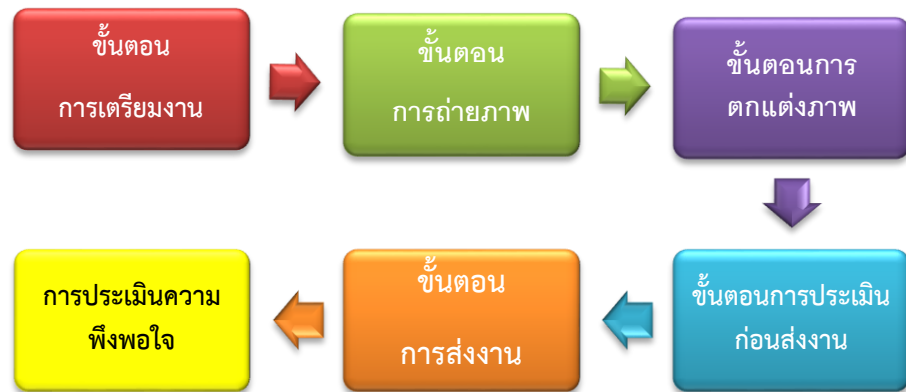 ขั้นตอน
การเตรียมงาน
ขั้นตอน
การถ่ายภาพ
ขั้นตอนการ
ตกแต่งภาพ
ขั้นตอนการประเมิน
ก่อนส่งงาน
ขั้นตอน
การส่งงาน
การประเมินความ
พึงพอใจ